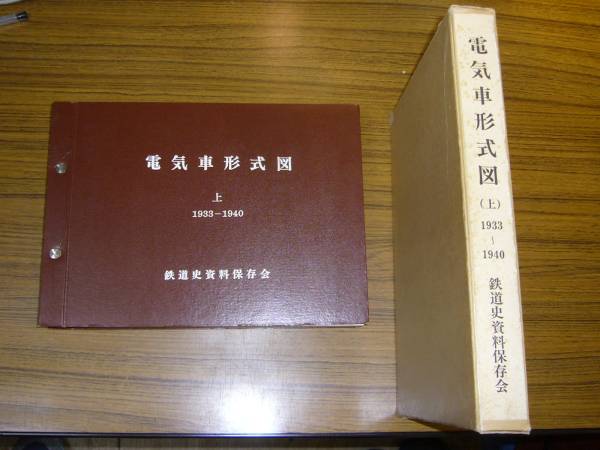 電気車形式図
上
1933－1940
鉄道史資料保存会
電気車形式図
(上)
1933
〜
1940
鉄道史資料保存会